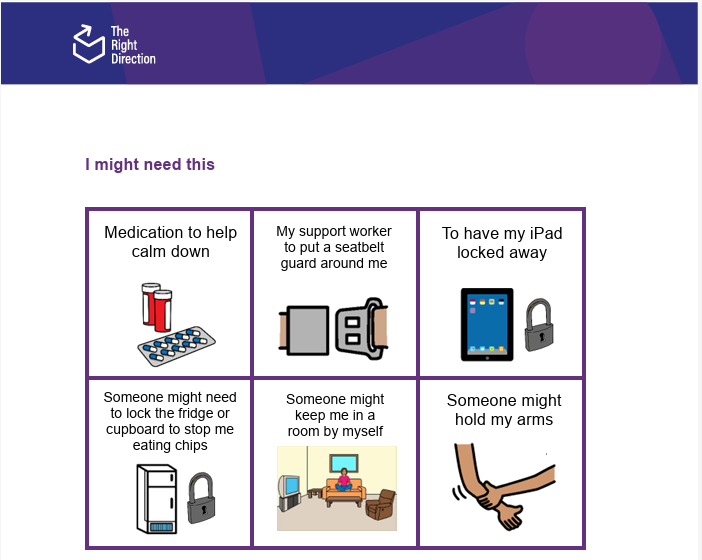 The
Right
Direction
I might need this
Medication to help
calm down
My support worker
to put a seatbelt
guard around me
To have my iPad
locked away
Someone might need
to lock the fridge or
cupboard to stop me
eating chips
Someone might
keep me in a
room by myself
Someone might
hold my arms